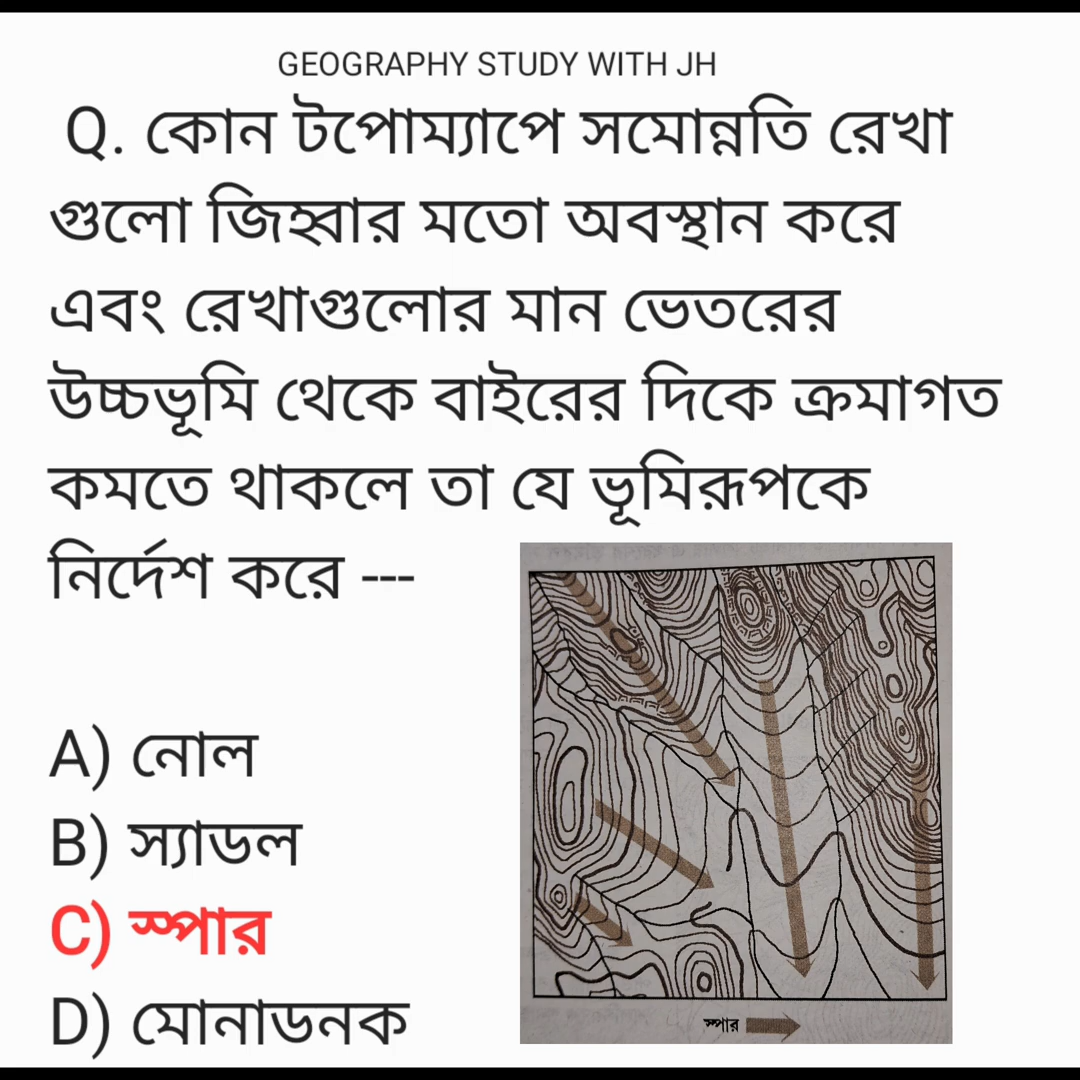 GEOGRAPHY STUDY WITH JH
Q. কোন টপোম্যাপে সমোন্নতি রেখা
গুলো জিহ্বার মতো অবস্থান করে
এবং রেখাগুলোর মান ভেতরের
উচ্চভূমি থেকে বাইরের দিকে ক্রমাগত
কমতে থাকলে তা যে ভূমিরূপকে
নির্দেশ করে ---
A) নোল
B) স্যাডল
C) স্পার
D) মোনাডনক
স্পার